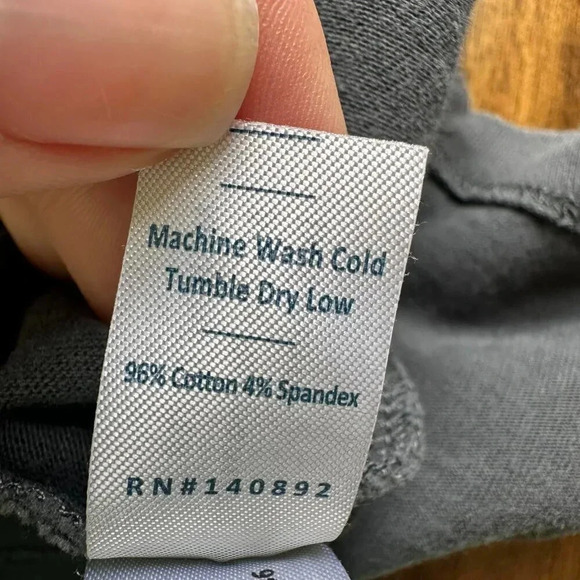 Machine Wash Cold
Tumble Dry Low
96% Cotton 4% Spandex
RN#140892